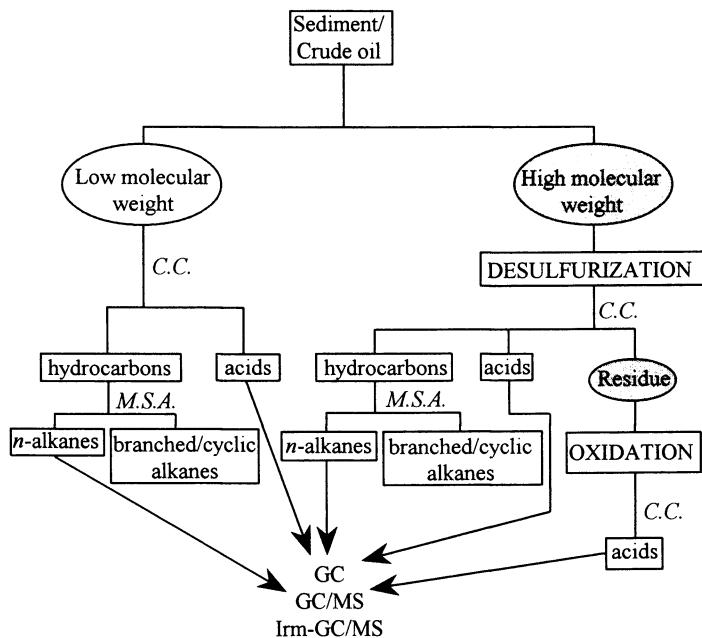 Sediment/
Crude oil
Low molecular
weight
High molecular
weight
C.C.
DESULFURIZATION
C.C.
hydrocarbons
acids
hydrocarbons
acids
Residue
M.S.A.
M.S.A.
n-alkanes
branched/cyclic
alkanes
n-alkanes
branched/cyclic
alkanes
OXIDATION
C.C.
acids
GC
GC/MS
Irm-GC/MS